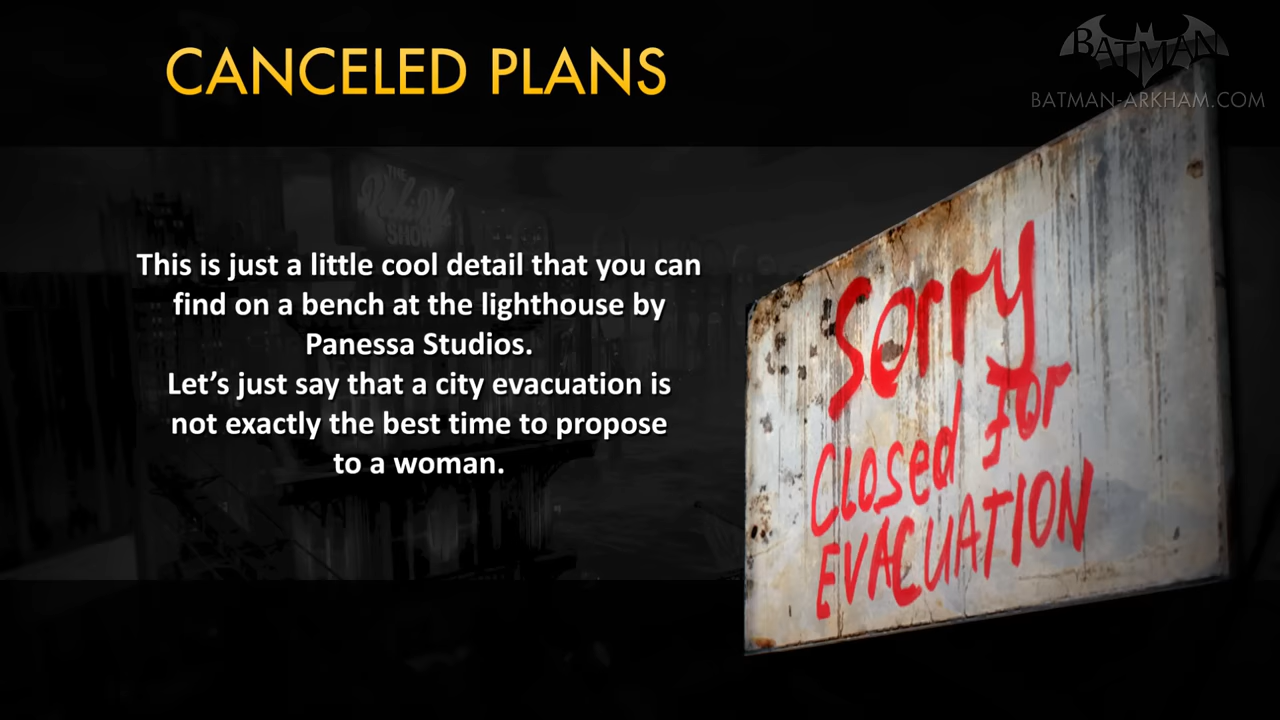 CANCELED PLANS
BATMAN
BATMAN-ARKHAM.COM
THE
SHOW
This is just a little cool detail that you can
find on a bench at the lighthouse by
Panessa Studios.
Let’s just say that a city evacuation is
not exactly the best time to propose
to a woman.
Sorry
Closed For
EVACUATION